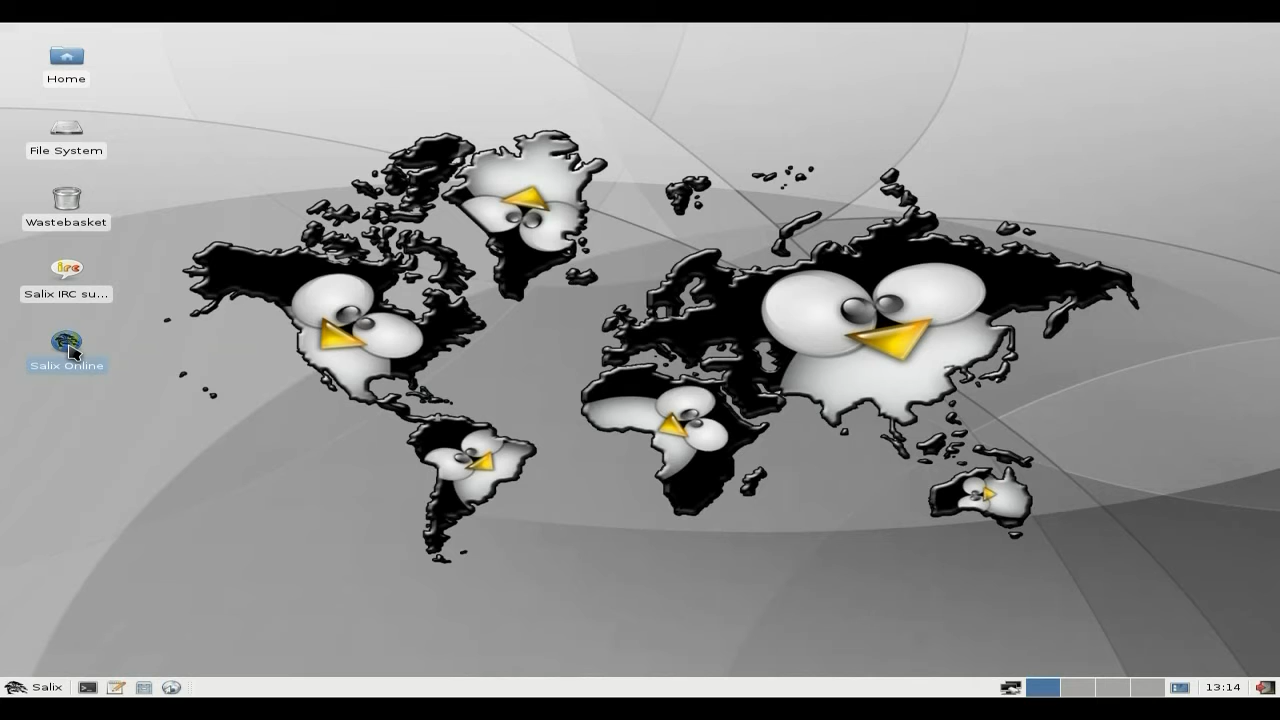 Home
File System
Wastebasket
irc
Salix IRC su...
Salix Online
Salix
13:14